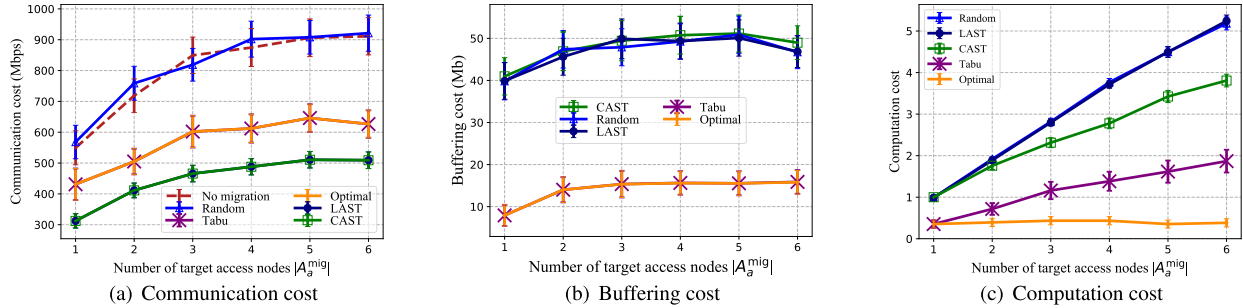 Communication cost (Mbps)
1000
900
800
700
600
500
400
300
No migration
Random
Tabu
Optimal
LAST
CAST
1 2 3 4 5 6
Number of target access nodes |A_a^mig|
(a) Communication cost
Buffering cost (Mb)
50
40
30
20
10
CAST
Random
LAST
Tabu
Optimal
1 2 3 4 5 6
Number of target access nodes |A_a^mig|
(b) Buffering cost
Computation cost
5
4
3
2
1
0
Random
LAST
CAST
Tabu
Optimal
1 2 3 4 5 6
Number of target access nodes |A_a^mig|
(c) Computation cost